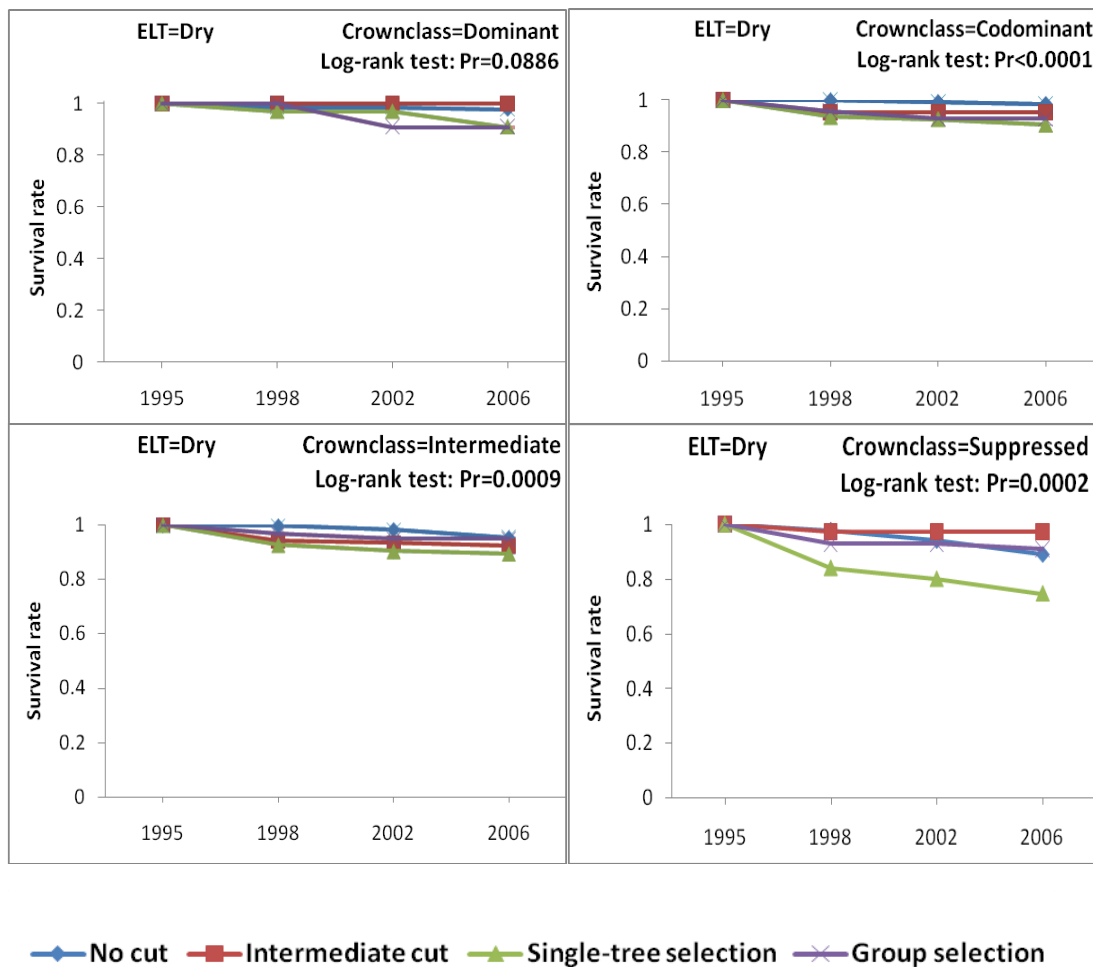 ELT=Dry Crownclass=Dominant
Log-rank test: Pr=0.0886
Survival rate
1
0.8
0.6
0.4
0.2
0
1995 1998 2002 2006
ELT=Dry Crownclass=Codominant
Log-rank test: Pr<0.0001
Survival rate
1
0.8
0.6
0.4
0.2
0
1995 1998 2002 2006
ELT=Dry Crownclass=Intermediate
Log-rank test: Pr=0.0009
Survival rate
1
0.8
0.6
0.4
0.2
0
1995 1998 2002 2006
ELT=Dry Crownclass=Suppressed
Log-rank test: Pr=0.0002
Survival rate
1
0.8
0.6
0.4
0.2
0
1995 1998 2002 2006
No cut Intermediate cut Single-tree selection Group selection